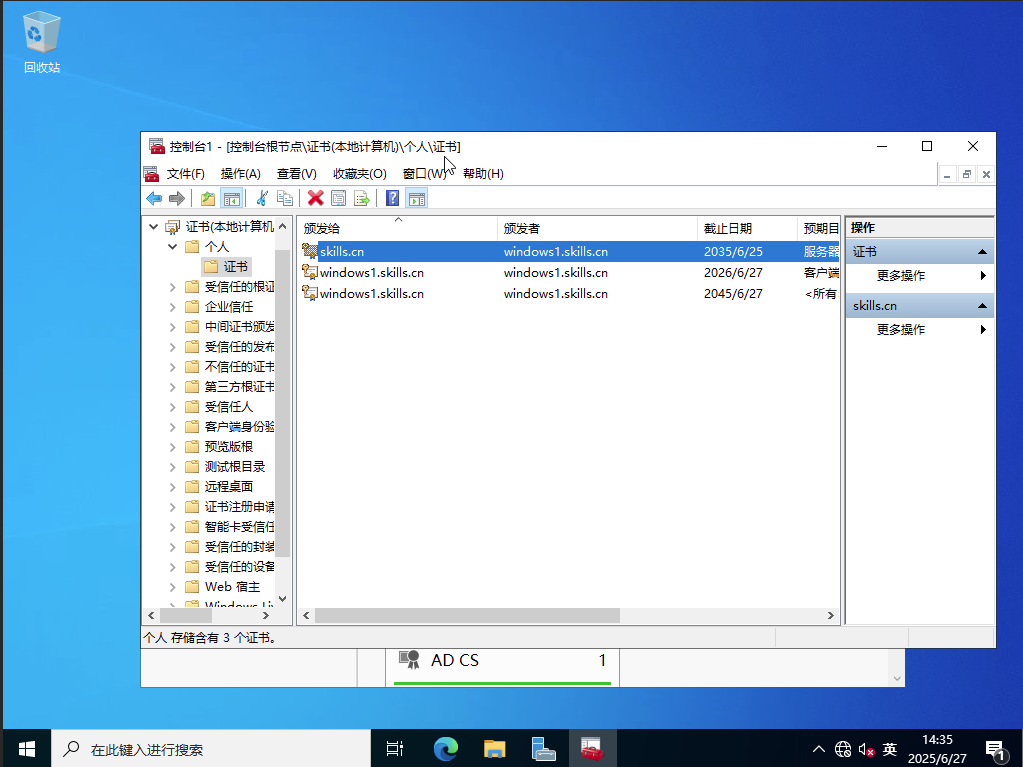 回收站
控制台1 - [控制台根节点\证书(本地计算机)\个人\证书]
文件(F) 操作(A) 查看(V) 收藏夹(O) 窗口(W) 帮助(H)
证书(本地计算机
个人
证书
受信任的根证
企业信任
中间证书颁发
受信任的发布
不信任的证书
第三方根证书
受信任人
客户端身份验
预览版根
测试根目录
远程桌面
证书注册申请
智能卡受信任
受信任的封装
受信任的设备
Web 宿主
Windows Li
颁发给 颁发者 截止日期 预期目
skills.cn windows1.skills.cn 2035/6/25 服务器
windows1.skills.cn windows1.skills.cn 2026/6/27 客户端
windows1.skills.cn windows1.skills.cn 2045/6/27 <所有
操作
证书
更多操作
skills.cn
更多操作
个人 存储含有 3 个证书。
AD CS 1
在此键入进行搜索
英
14:35
2025/6/27
1